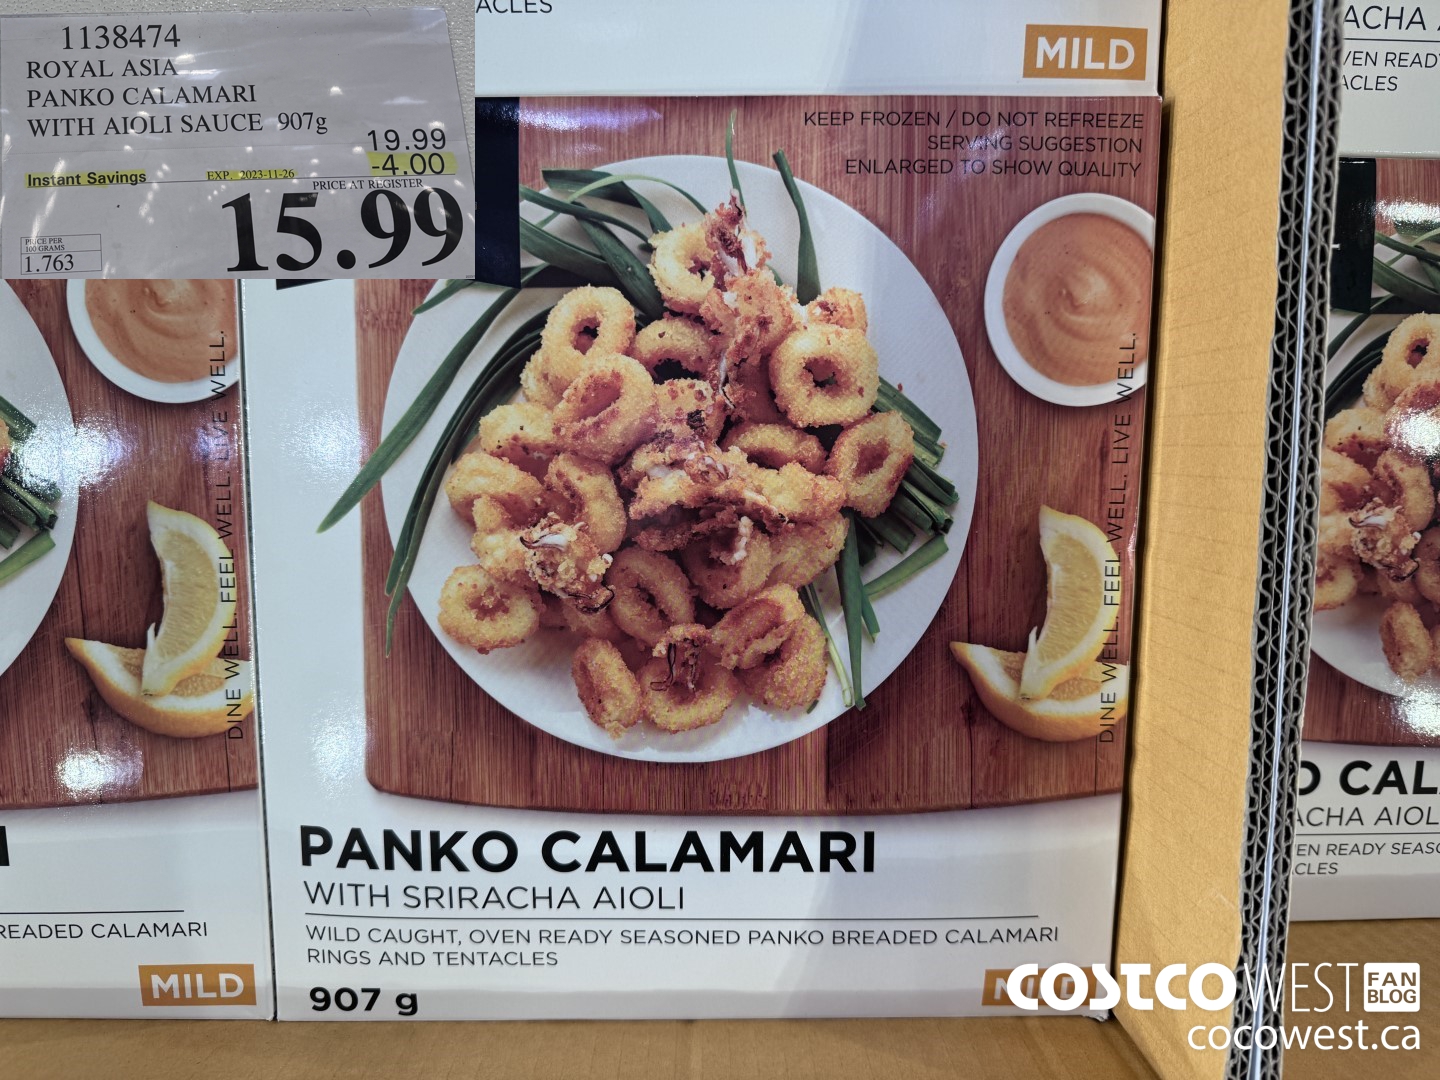 1138474
ROYAL ASIA
PANKO CALAMARI
WITH AIOLI SAUCE 907g
19.99
-4.00
Instant Savings
EXP. 2023-11-26
PRICE AT REGISTER
15.99
PRICE PER
100 GRAMS
1.763
ACLES
MILD
KEEP FROZEN / DO NOT REFREEZE
SERVING SUGGESTION
ENLARGED TO SHOW QUALITY
DINE WELL. FEEL WELL. LIVE WELL.
PANKO CALAMARI
WITH SRIRACHA AIOLI
WILD CAUGHT, OVEN READY SEASONED PANKO BREADED CALAMARI
RINGS AND TENTACLES
907 g
MILD
DINE WELL. FEEL WELL. LIVE WELL.
READED CALAMARI
MILD
ACHA
VEN READY
ACLES
O CAL
ACHA AIOL
EN READY SEAS
CLES
COSTCO WEST FAN
BLOG
cocowest.ca